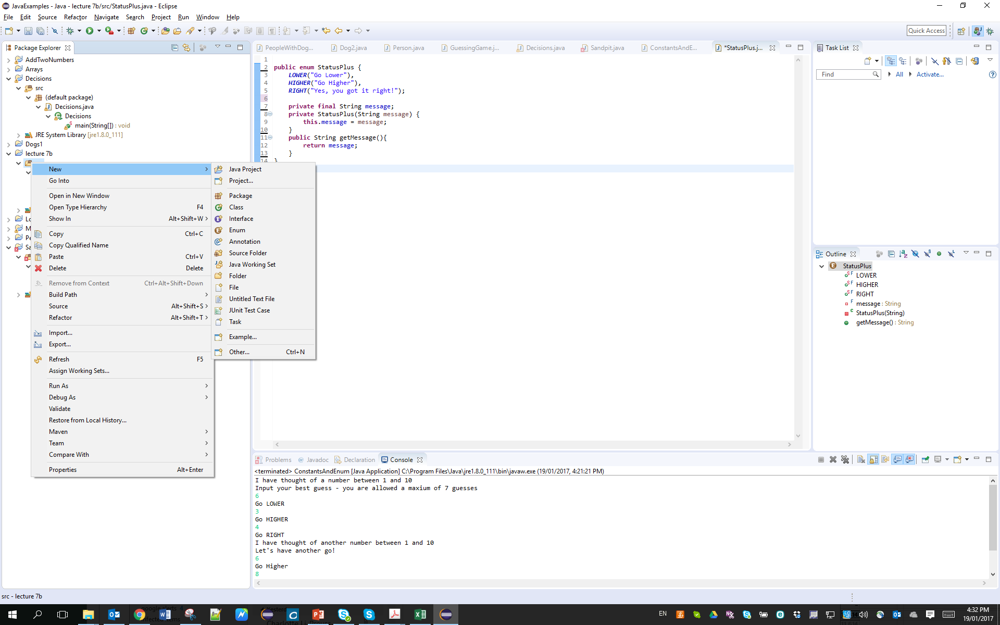 JavaExamples - Java - lecture 7b/src/StatusPlus.java - Eclipse
File Edit Source Refactor Navigate Search Project Run Window Help
Quick Access
Package Explorer
AddTwoNumbers
Arrays
Decisions
src
(default package)
Decisions.java
Decisions
main(String[]) : void
JRE System Library [jre1.8.0_111]
Dogs1
lecture 7b
New
Go Into
Open in New Window
Open Type Hierarchy F4
Show In Alt+Shift+W
Copy Ctrl+C
Copy Qualified Name
Paste Ctrl+V
Delete Delete
Remove from Context Ctrl+Alt+Shift+Down
Build Path
Source Alt+Shift+S
Refactor Alt+Shift+T
Import...
Export...
Refresh F5
Assign Working Sets...
Run As
Debug As
Validate
Restore from Local History...
Maven
Team
Compare With
Properties Alt+Enter
Java Project
Project...
Package
Class
Interface
Enum
Annotation
Source Folder
Java Working Set
Folder
File
Untitled Text File
JUnit Test Case
Task
Example...
Other... Ctrl+N
PeopleWithDog... Dog2.java Person.java GuessingGame.j... Decisions.java Sandpit.java ConstantsAndE... *StatusPlus.j...
1
2 public enum StatusPlus {
3 LOWER("Go Lower"),
4 HIGHER("Go Higher"),
5 RIGHT("Yes, you got it right!");
6
7 private final String message;
8 private StatusPlus(String message) {
9 this.message = message;
10 }
11 public String getMessage(){
12 return message;
13 }
14 }
Task List
Find All Activate...
Outline
StatusPlus
LOWER
HIGHER
RIGHT
message : String
StatusPlus(String)
getMessage() : String
Problems Javadoc Declaration Console
<terminated> ConstantsAndEnum [Java Application] C:\Program Files\Java\jre1.8.0_111\bin\javaw.exe (19/01/2017, 4:21:21 PM)
I have thought of a number between 1 and 10
Input your best guess - you are allowed a maxium of 7 guesses
6
Go LOWER
3
Go HIGHER
4
Go RIGHT
I have thought of another number between 1 and 10
Let's have another go!
6
Go Higher
8
src - lecture 7b
EN
4:32 PM
19/01/2017